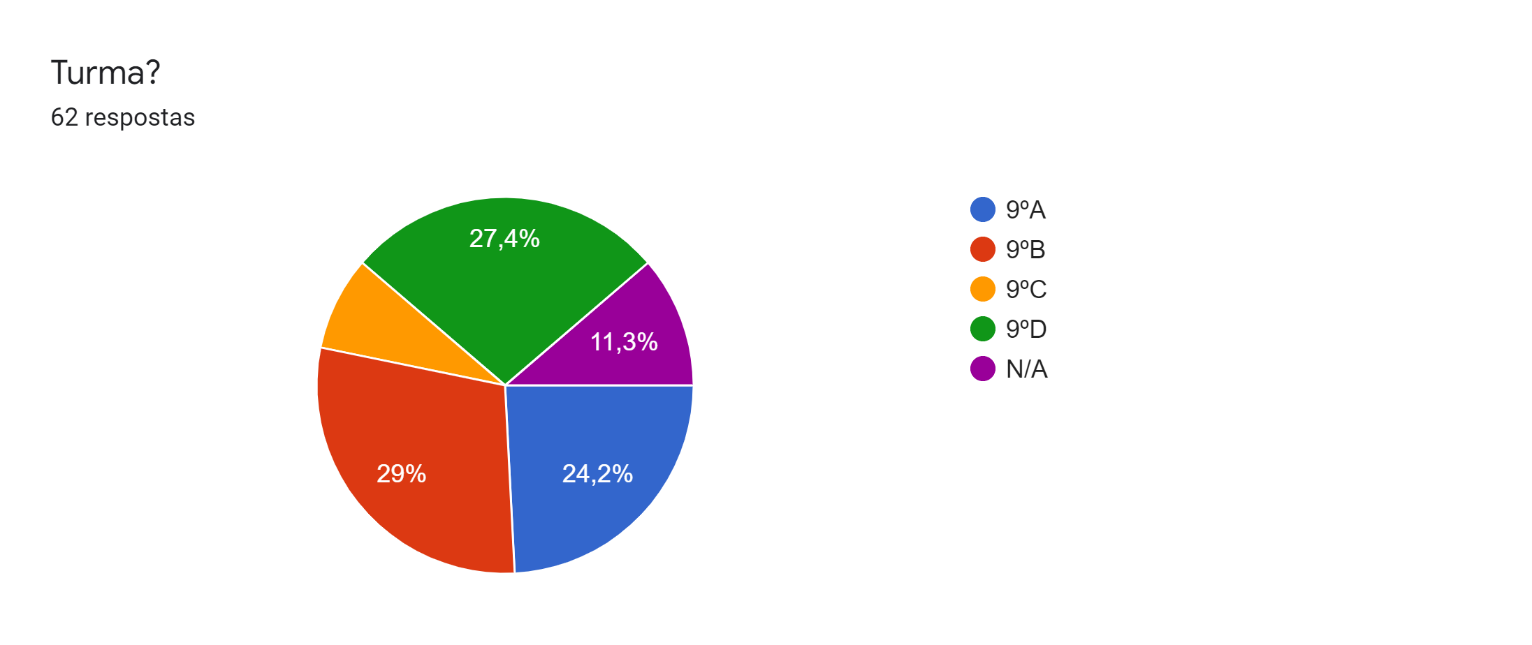 Turma?
62 respostas
27,4%
11,3%
29%
24,2%
9ºA
9ºB
9ºC
9ºD
N/A